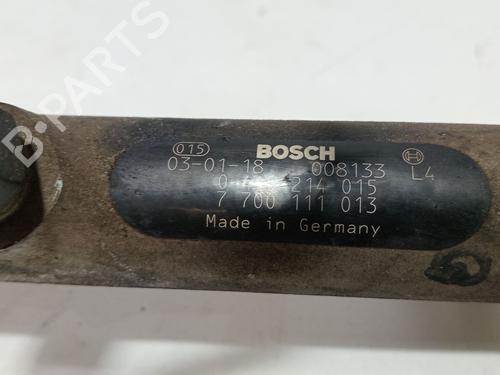 B-PARTS
015 BOSCH
03-01-18 008133 L4
214 015
7 700 111 013
Made in Germany